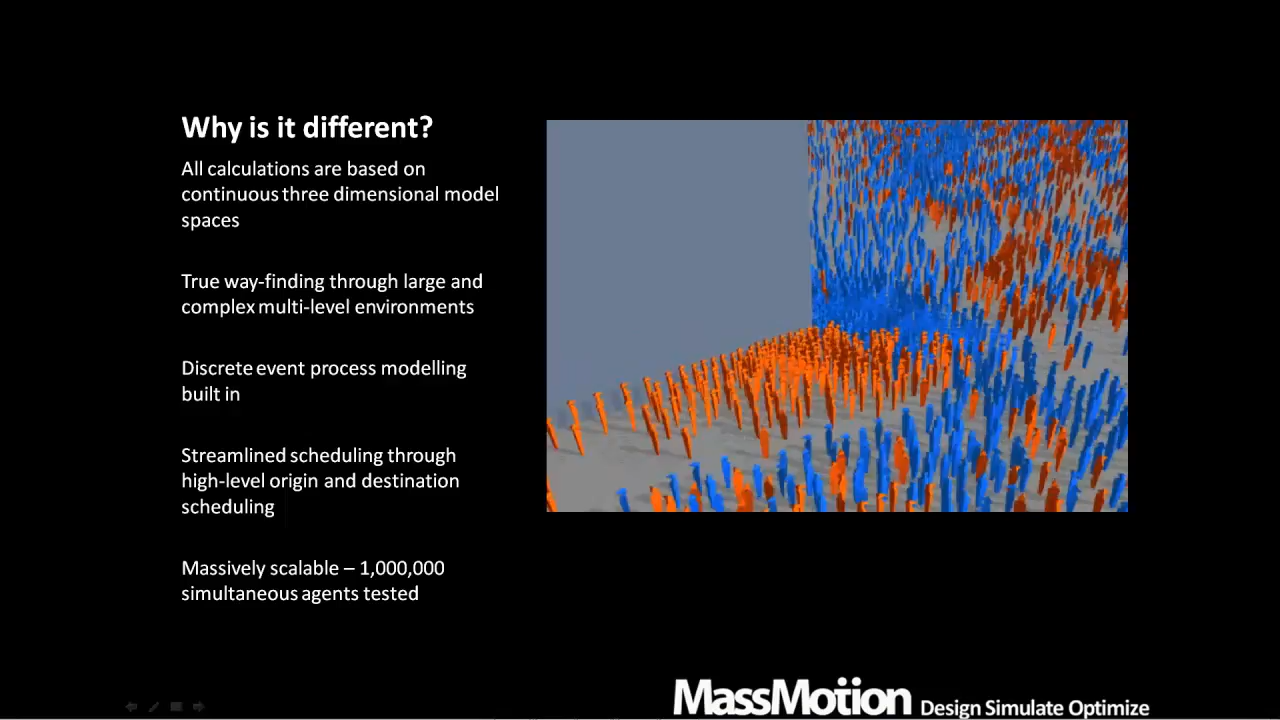 Why is it different?
All calculations are based on
continuous three dimensional model
spaces
True way-finding through large and
complex multi-level environments
Discrete event process modelling
built in
Streamlined scheduling through
high-level origin and destination
scheduling
Massively scalable – 1,000,000
simultaneous agents tested
MassMotion Design Simulate Optimize